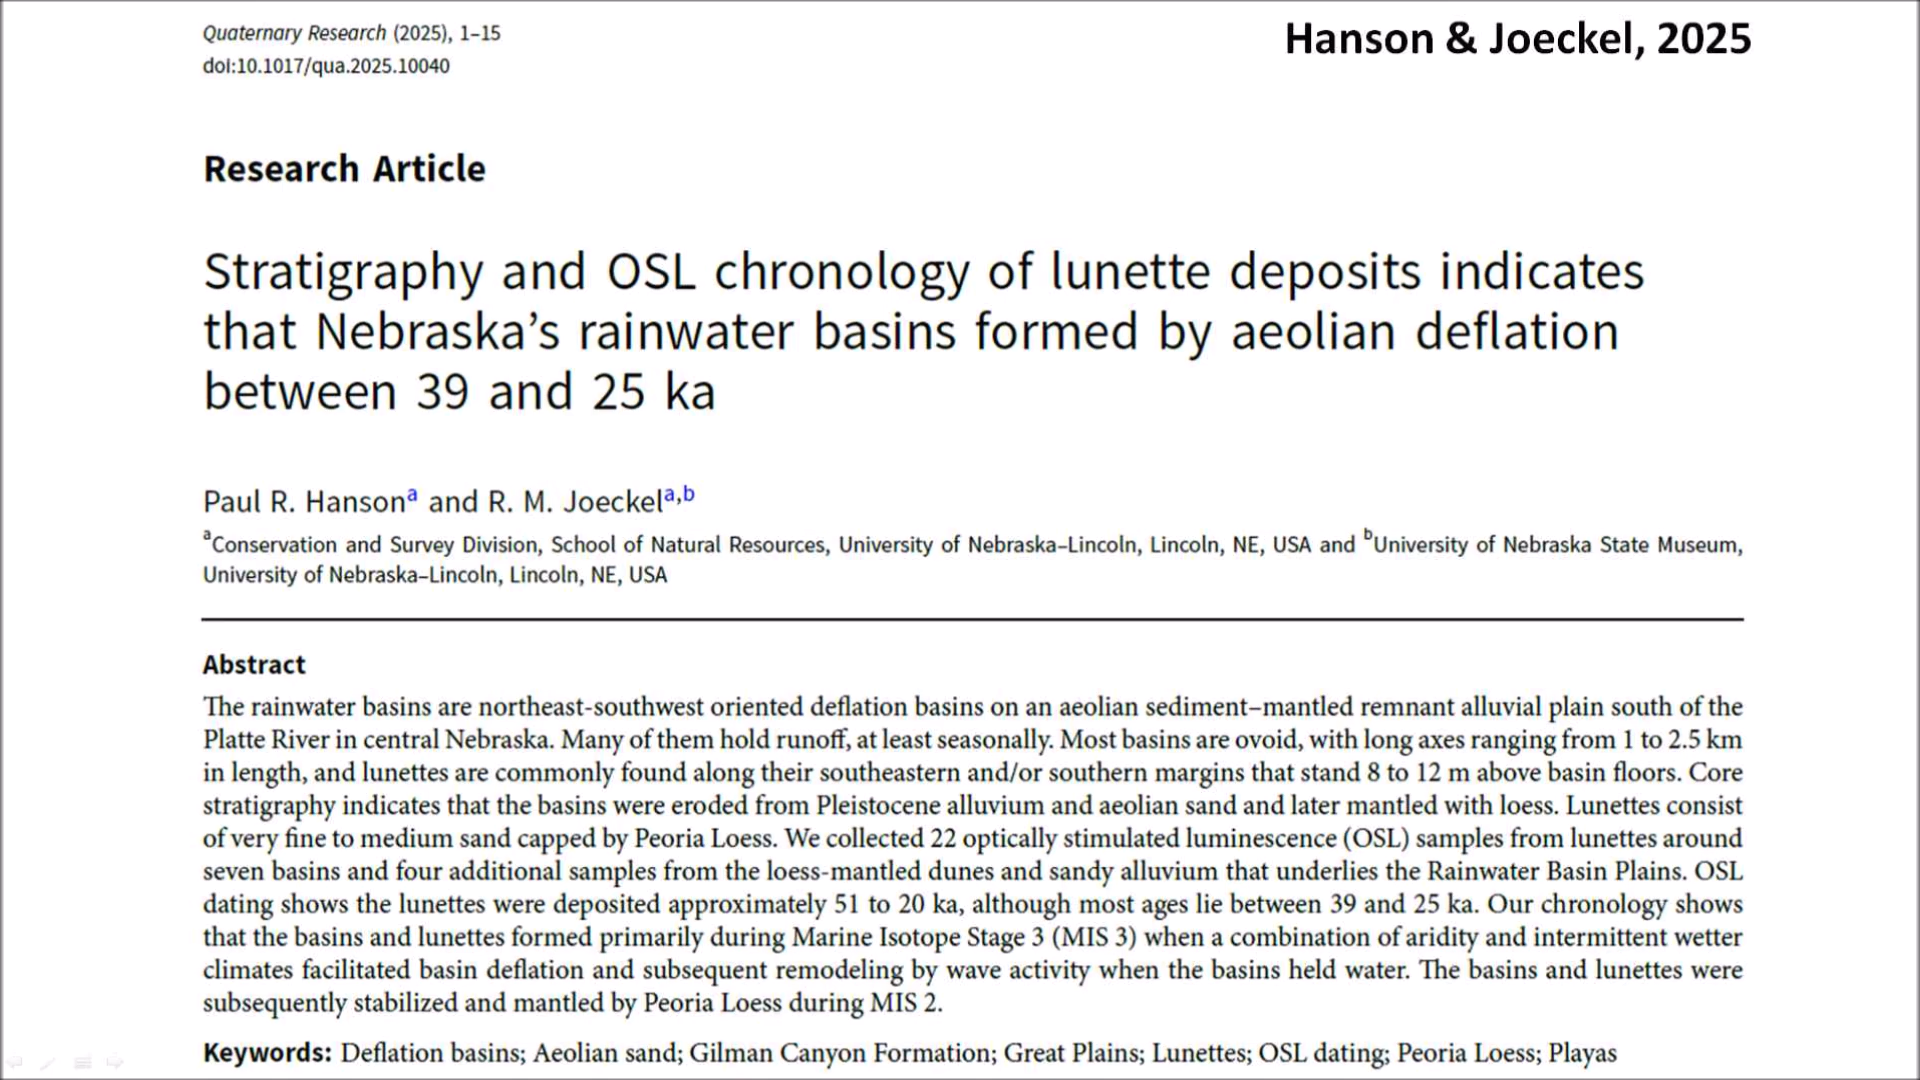 Quaternary Research (2025), 1–15
doi:10.1017/qua.2025.10040
Hanson & Joeckel, 2025
Research Article
Stratigraphy and OSL chronology of lunette deposits indicates
that Nebraska’s rainwater basins formed by aeolian deflation
between 39 and 25 ka
Paul R. Hansona and R. M. Joeckela,b
aConservation and Survey Division, School of Natural Resources, University of Nebraska–Lincoln, Lincoln, NE, USA and bUniversity of Nebraska State Museum,
University of Nebraska–Lincoln, Lincoln, NE, USA
Abstract
The rainwater basins are northeast-southwest oriented deflation basins on an aeolian sediment–mantled remnant alluvial plain south of the
Platte River in central Nebraska. Many of them hold runoff, at least seasonally. Most basins are ovoid, with long axes ranging from 1 to 2.5 km
in length, and lunettes are commonly found along their southeastern and/or southern margins that stand 8 to 12 m above basin floors. Core
stratigraphy indicates that the basins were eroded from Pleistocene alluvium and aeolian sand and later mantled with loess. Lunettes consist
of very fine to medium sand capped by Peoria Loess. We collected 22 optically stimulated luminescence (OSL) samples from lunettes around
seven basins and four additional samples from the loess-mantled dunes and sandy alluvium that underlies the Rainwater Basin Plains. OSL
dating shows the lunettes were deposited approximately 51 to 20 ka, although most ages lie between 39 and 25 ka. Our chronology shows
that the basins and lunettes formed primarily during Marine Isotope Stage 3 (MIS 3) when a combination of aridity and intermittent wetter
climates facilitated basin deflation and subsequent remodeling by wave activity when the basins held water. The basins and lunettes were
subsequently stabilized and mantled by Peoria Loess during MIS 2.
Keywords: Deflation basins; Aeolian sand; Gilman Canyon Formation; Great Plains; Lunettes; OSL dating; Peoria Loess; Playas